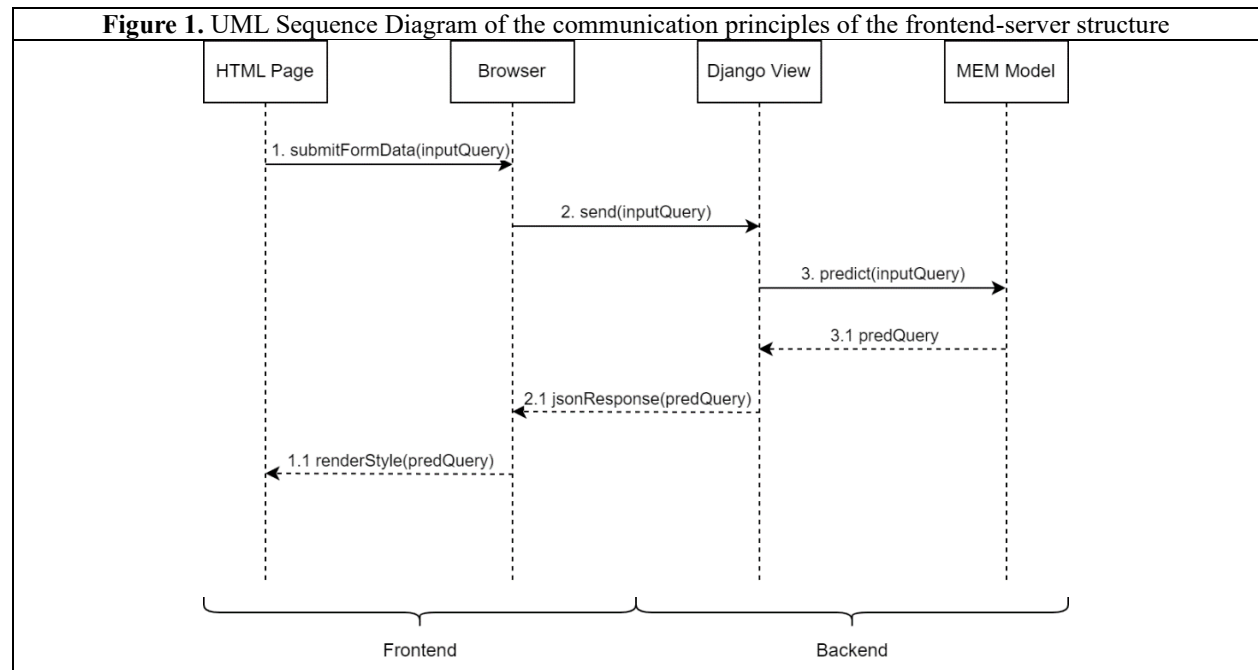 Figure 1. UML Sequence Diagram of the communication principles of the frontend-server structure
HTML Page
Browser
Django View
MEM Model
1. submitFormData(inputQuery)
2. send(inputQuery)
3. predict(inputQuery)
3.1 predQuery
2.1 jsonResponse(predQuery)
1.1 renderStyle(predQuery)
Frontend
Backend